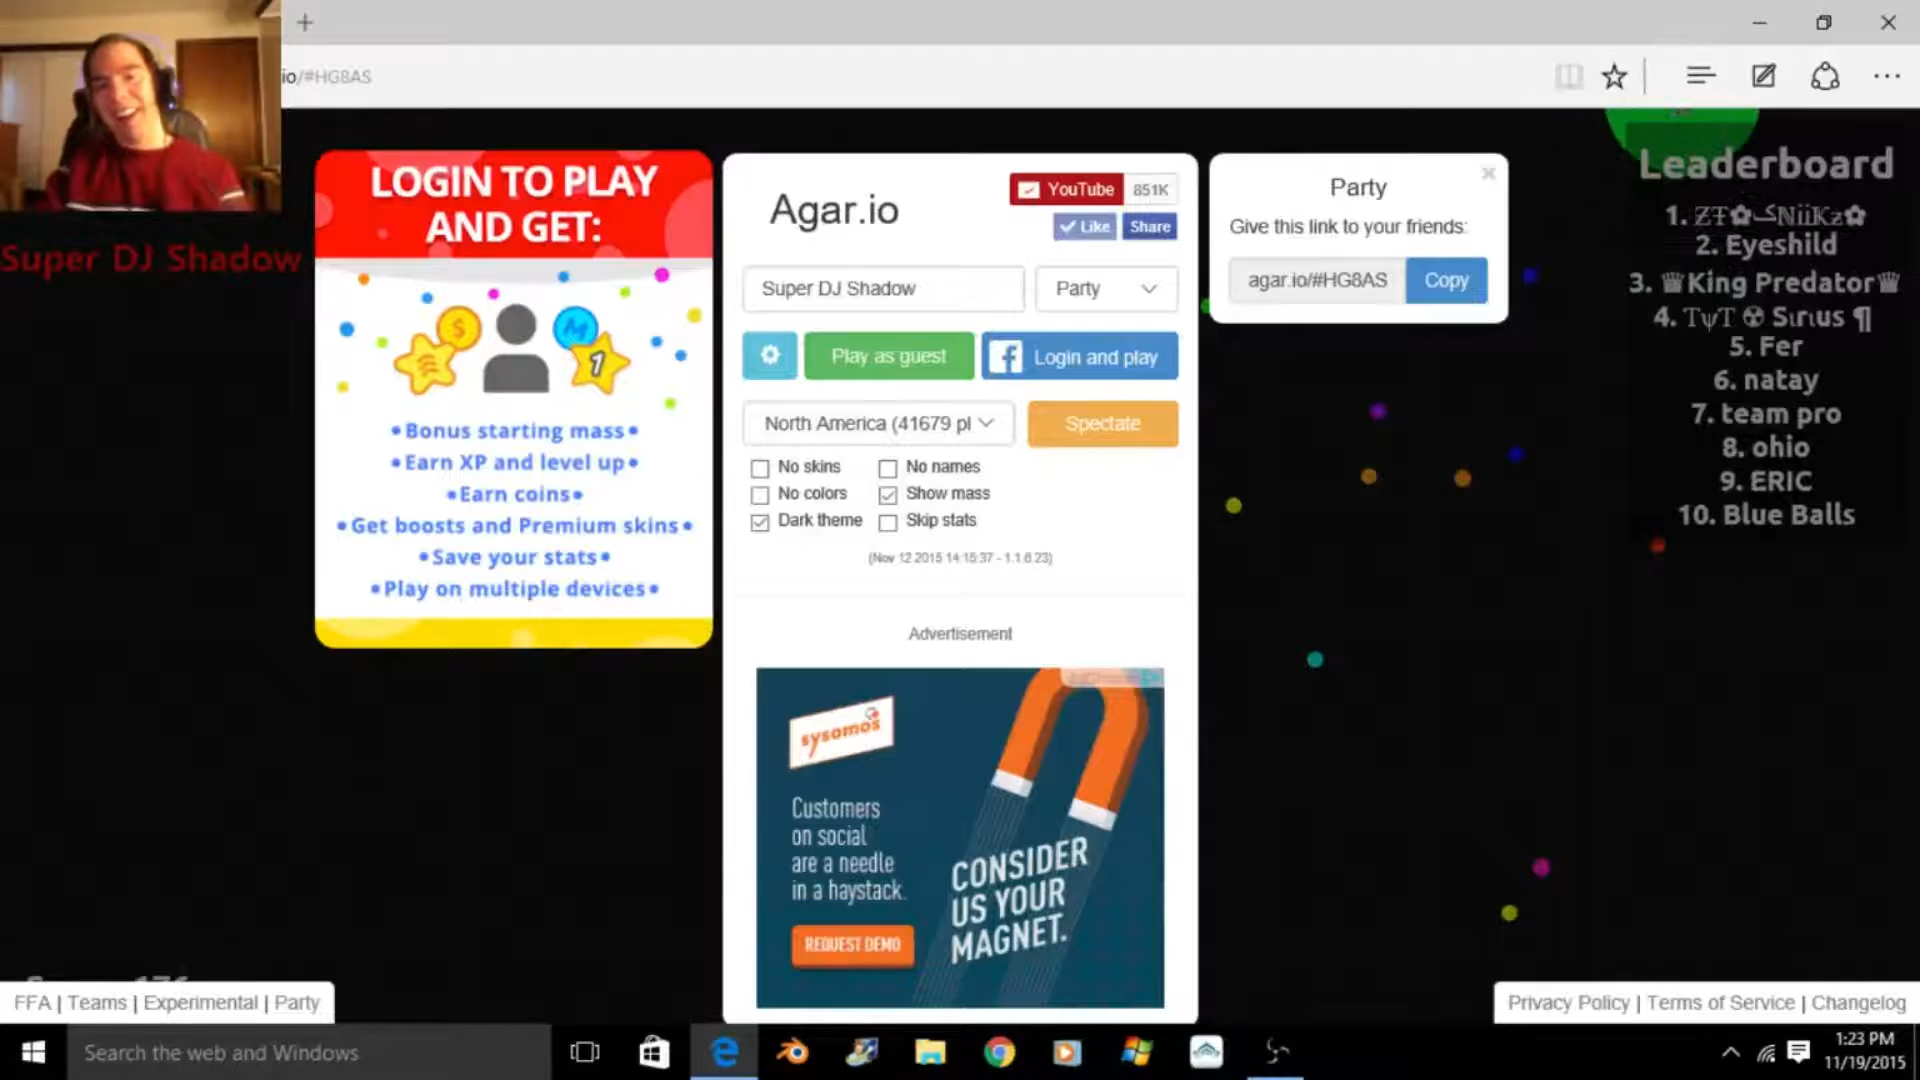 io/#HG8AS
Super DJ Shadow
LOGIN TO PLAY
AND GET:
•Bonus starting mass•
•Earn XP and level up•
•Earn coins•
•Get boosts and Premium skins•
•Save your stats•
•Play on multiple devices•
Agar.io
YouTube 851K
Like Share
Super DJ Shadow Party
Play as guest Login and play
North America (41679 pl
Spectate
No skins No names
No colors Show mass
Dark theme Skip stats
(Nov 12 2015 14:15:37 - 1.1.6.23)
Advertisement
sysomos
Customers
on social
are a needle
in a haystack.
REQUEST DEMO
CONSIDER
US YOUR
MAGNET.
Party
Give this link to your friends:
agar.io/#HG8AS Copy
Leaderboard
2. Eyeshild
3. ♛King Predator♛
4. TψT ☢ Sιrιus ¶
5. Fer
6. natay
7. team pro
8. ohio
9. ERIC
10. Blue Balls
FFA | Teams | Experimental | Party
Privacy Policy | Terms of Service | Changelog
Search the web and Windows
1:23 PM
11/19/2015